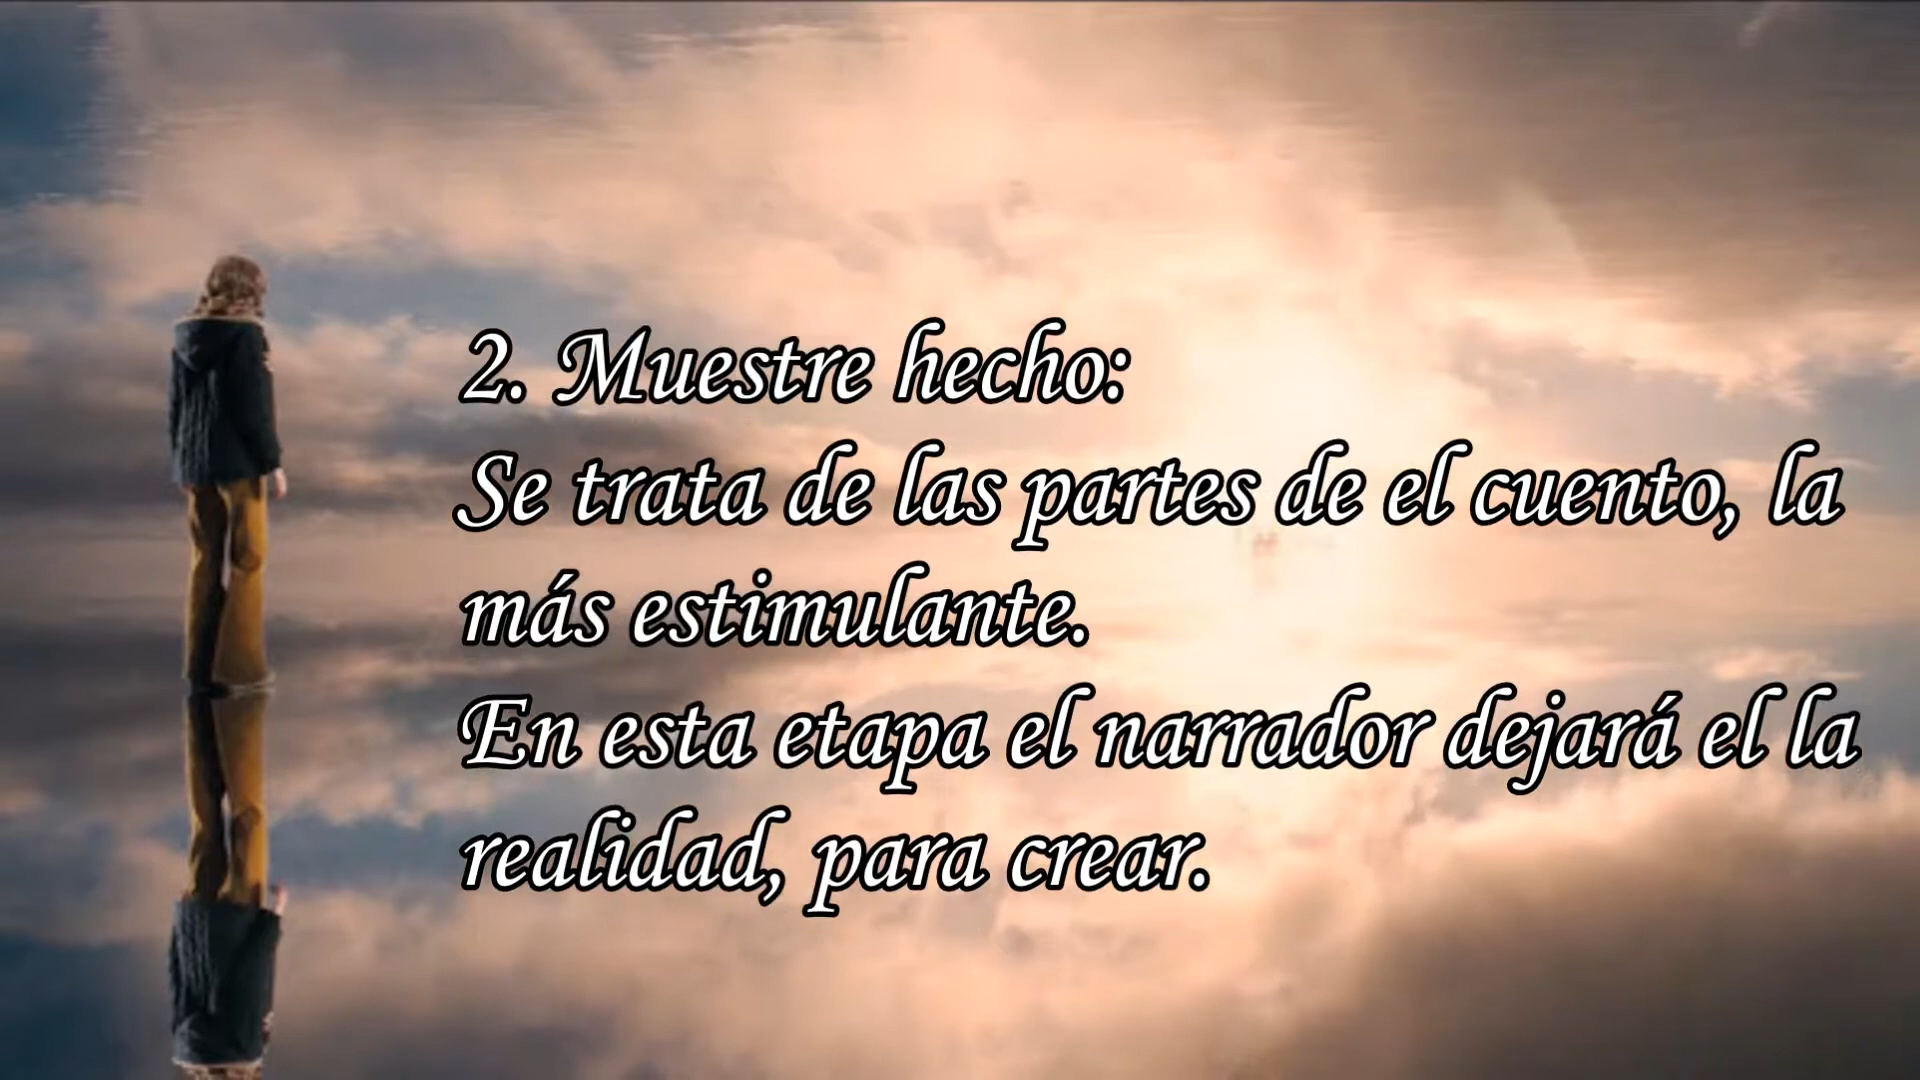 2. Muestre hecho:
Se trata de las partes de el cuento, la
más estimulante.
En esta etapa el narrador dejará el la
realidad, para crear.